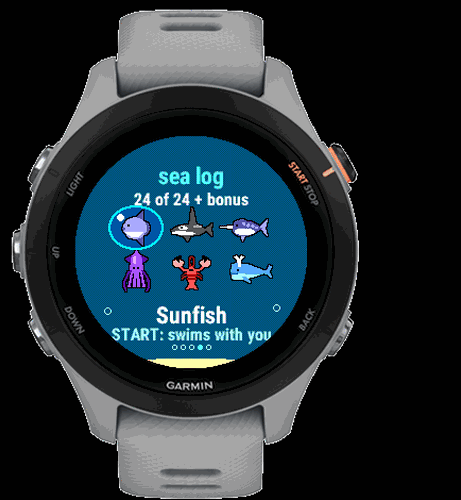 sea log
24 of 24 + bonus
START STOP
LIGHT
UP
DOWN
BACK
Sunfish
START: swims with you
GARMIN